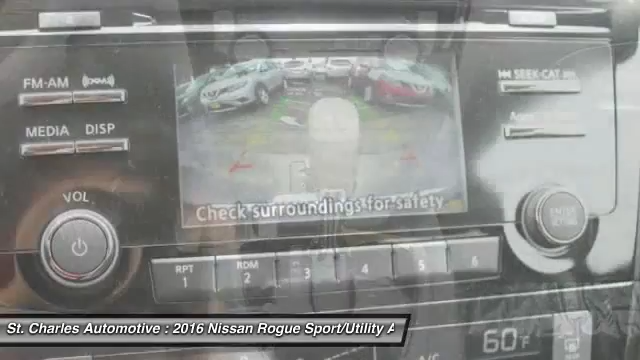 FM-AM
SEEK-CAT
MEDIA DISP
Check surroundings for safety
VOL
ENTER
RPT RDM
1 2 3 4 5 6
60°F
A/C
St. Charles Automotive : 2016 Nissan Rogue Sport/Utility A